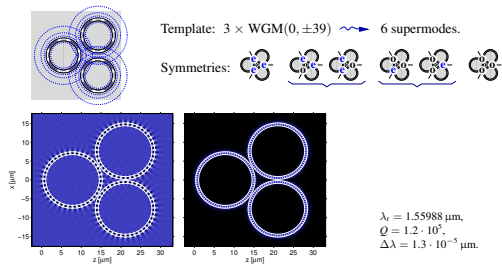 Template: 3 × WGM(0, ±39) 6 supermodes.
Symmetries: e e e e e o o o e e o e o o o o o
15
10
5
0
-5
-10
-15
x [μm]
0 5 10 15 20 25 30
z [μm]
0 5 10 15 20 25 30
z [μm]
λr = 1.55988 μm,
Q = 1.2 · 10⁵,
Δλ = 1.3 · 10⁻⁵ μm.